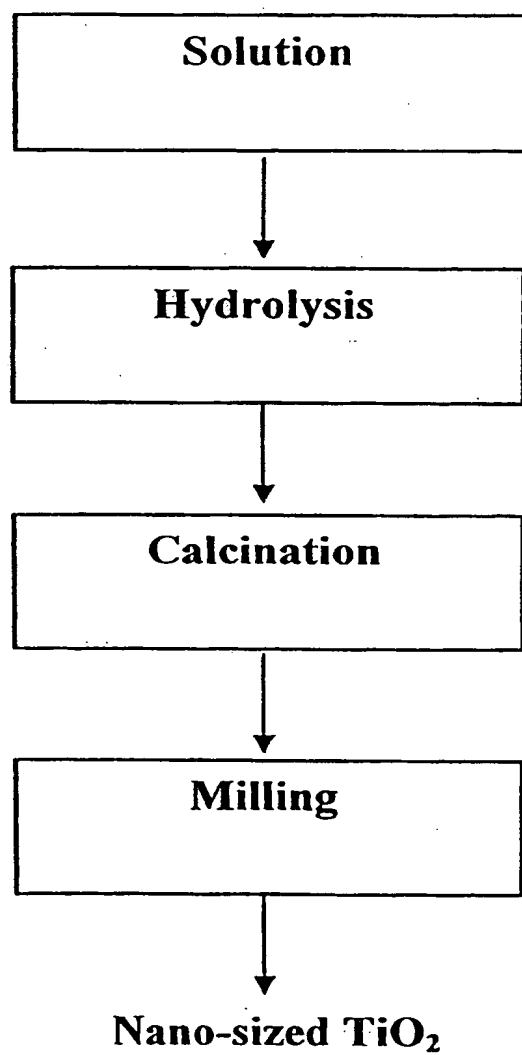 Solution
Hydrolysis
Calcination
Milling
Nano-sized TiO₂